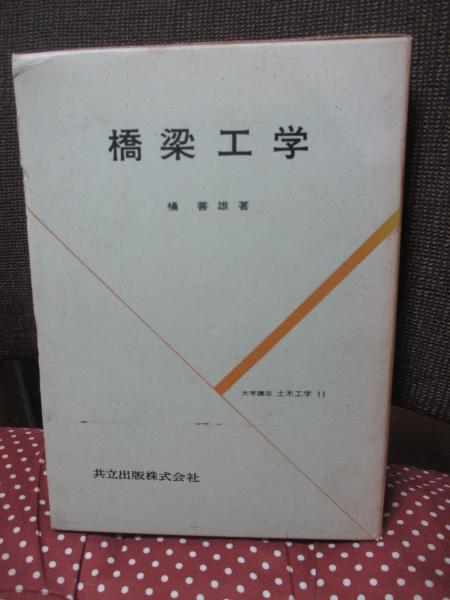 橋梁工学
橘 善雄 著
大学講座 土木工学 11
共立出版株式会社